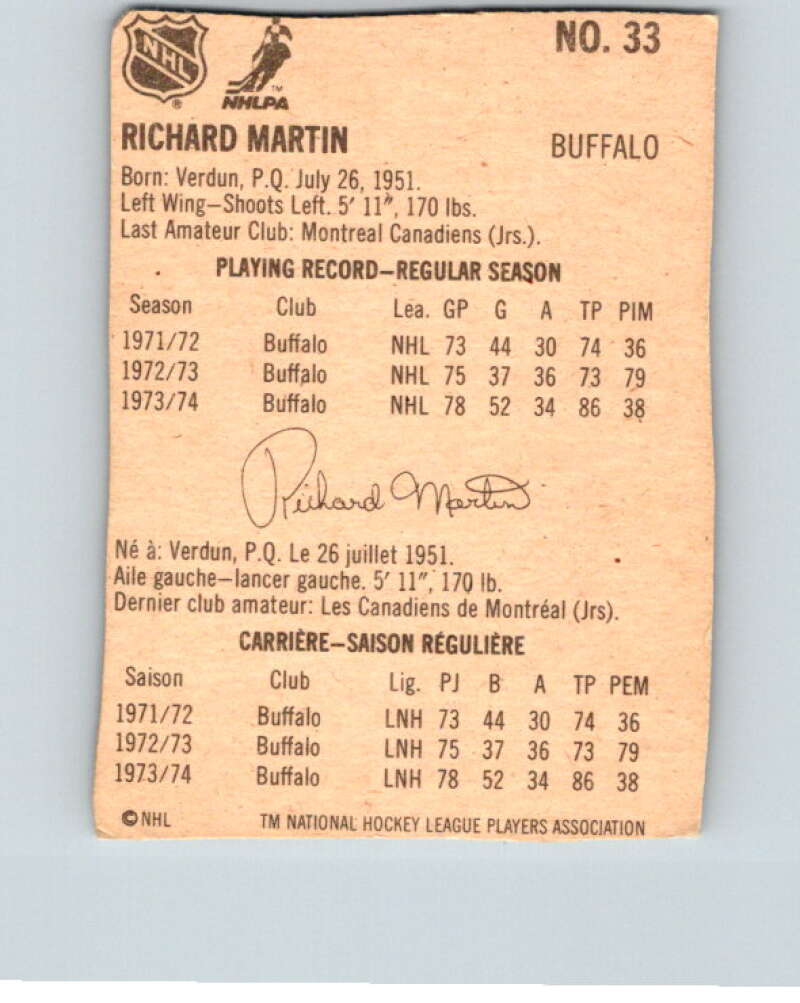 NHL
®
TM
NHLPA
NO. 33
RICHARD MARTIN BUFFALO
Born: Verdun, P.Q. July 26, 1951.
Left Wing—Shoots Left. 5′ 11″, 170 lbs.
Last Amateur Club: Montreal Canadiens (Jrs.).
PLAYING RECORD—REGULAR SEASON
Season Club Lea. GP G A TP PIM
1971/72 Buffalo NHL 73 44 30 74 36
1972/73 Buffalo NHL 75 37 36 73 79
1973/74 Buffalo NHL 78 52 34 86 38
Richard Martin
Né à: Verdun, P.Q. Le 26 juillet 1951.
Aile gauche—lancer gauche. 5′ 11″, 170 lb.
Dernier club amateur: Les Canadiens de Montréal (Jrs).
CARRIÈRE—SAISON RÉGULIÈRE
Saison Club Lig. PJ B A TP PEM
1971/72 Buffalo LNH 73 44 30 74 36
1972/73 Buffalo LNH 75 37 36 73 79
1973/74 Buffalo LNH 78 52 34 86 38
©NHL TM NATIONAL HOCKEY LEAGUE PLAYERS ASSOCIATION